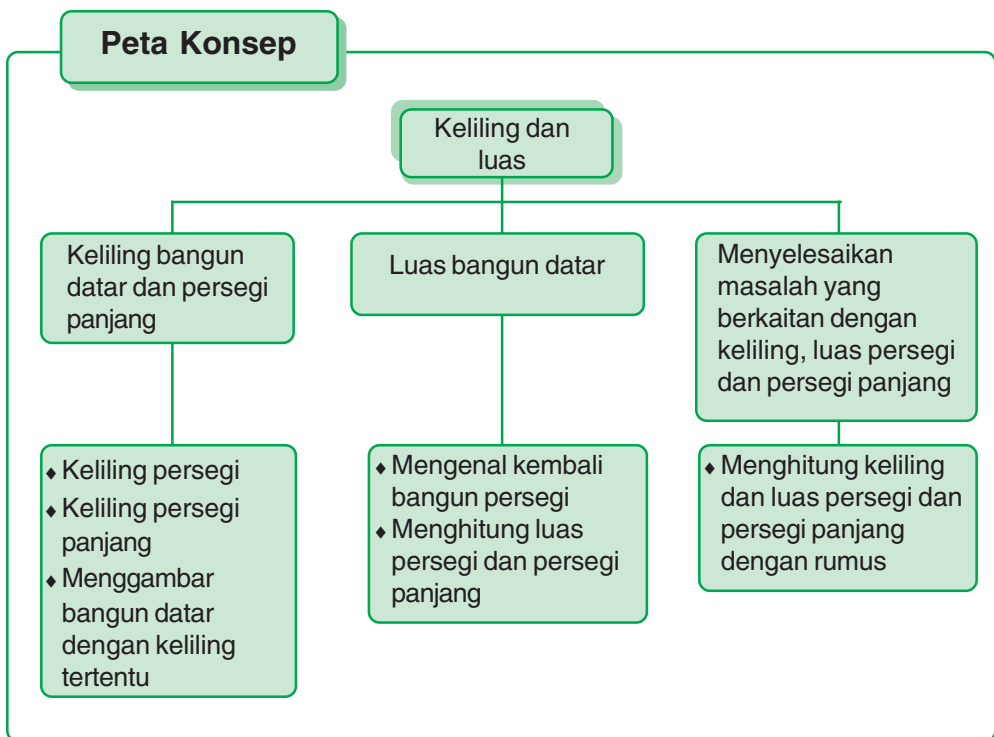 Peta Konsep
Keliling dan
luas
Keliling bangun
datar dan persegi
panjang
Luas bangun datar
Menyelesaikan
masalah yang
berkaitan dengan
keliling, luas persegi
dan persegi panjang
♦ Keliling persegi
♦ Keliling persegi
panjang
♦ Menggambar
bangun datar
dengan keliling
tertentu
♦ Mengenal kembali
bangun persegi
♦ Menghitung luas
persegi dan persegi
panjang
♦ Menghitung keliling
dan luas persegi dan
persegi panjang
dengan rumus